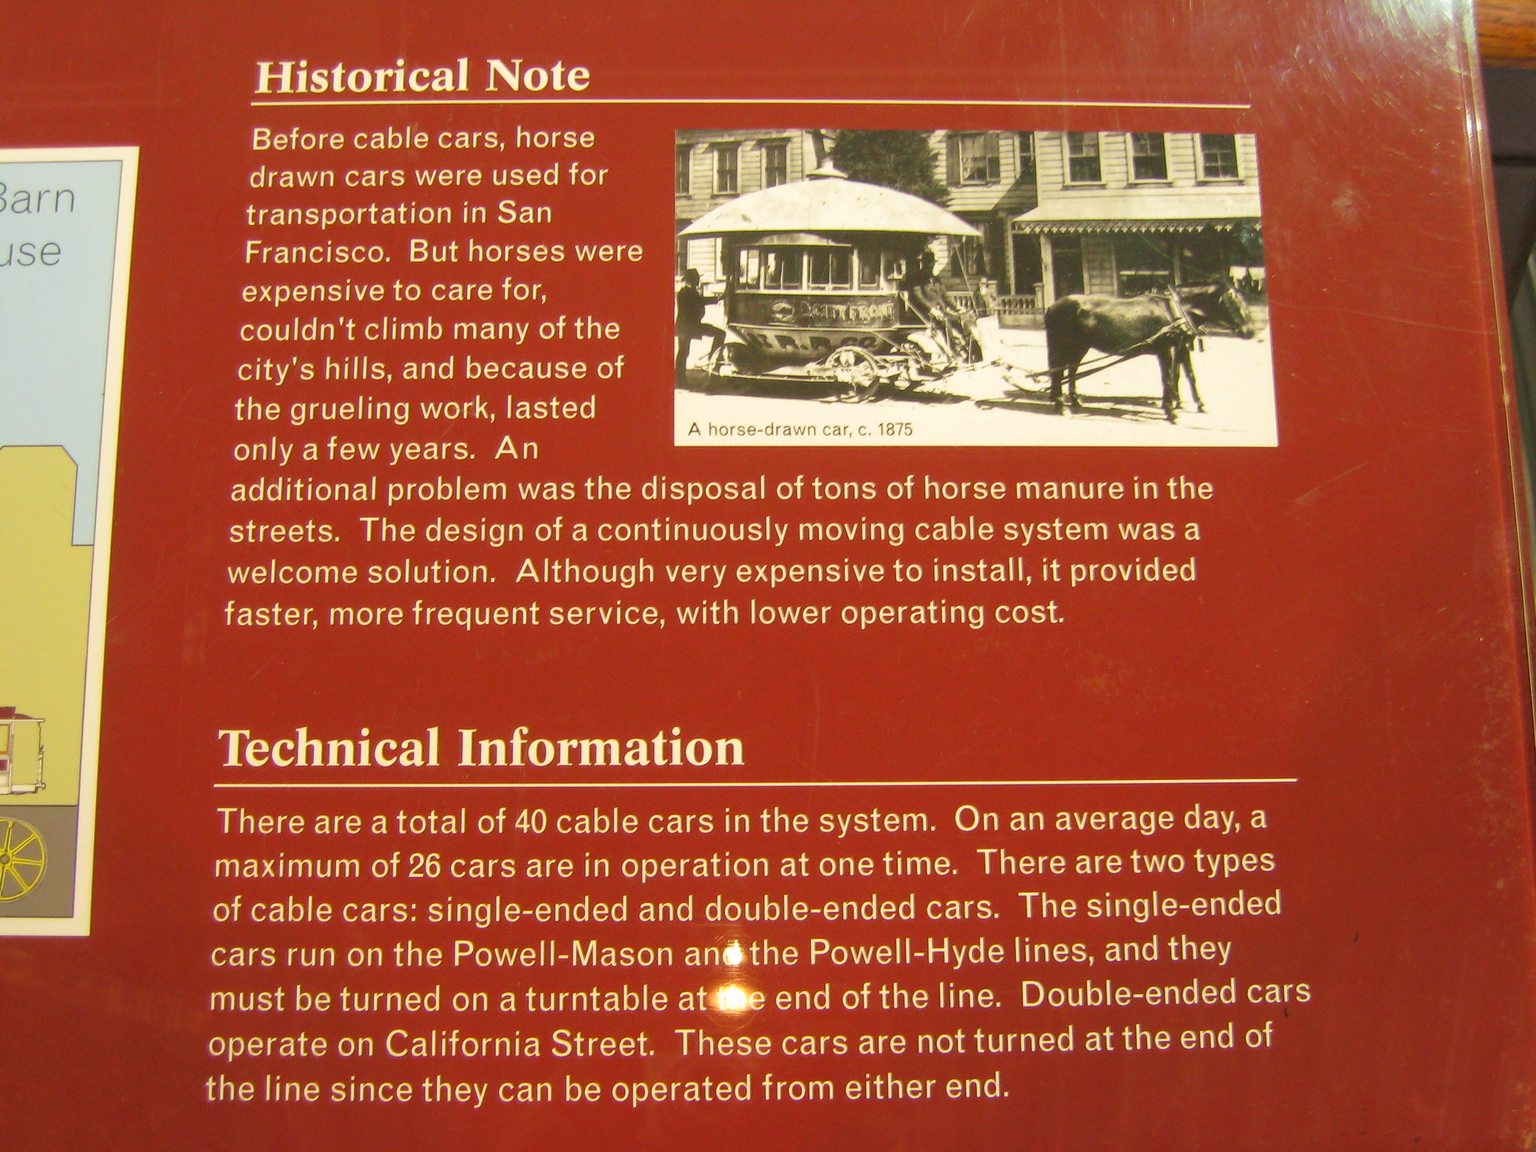 Barn
use
Historical Note
Before cable cars, horse
drawn cars were used for
transportation in San
Francisco. But horses were
expensive to care for,
couldn't climb many of the
city's hills, and because of
the grueling work, lasted
only a few years. An
additional problem was the disposal of tons of horse manure in the
streets. The design of a continuously moving cable system was a
welcome solution. Although very expensive to install, it provided
faster, more frequent service, with lower operating cost.
CITY FRONT
R.R. CO.
A horse-drawn car, c. 1875
Technical Information
There are a total of 40 cable cars in the system. On an average day, a
maximum of 26 cars are in operation at one time. There are two types
of cable cars: single-ended and double-ended cars. The single-ended
cars run on the Powell-Mason and the Powell-Hyde lines, and they
must be turned on a turntable at the end of the line. Double-ended cars
operate on California Street. These cars are not turned at the end of
the line since they can be operated from either end.